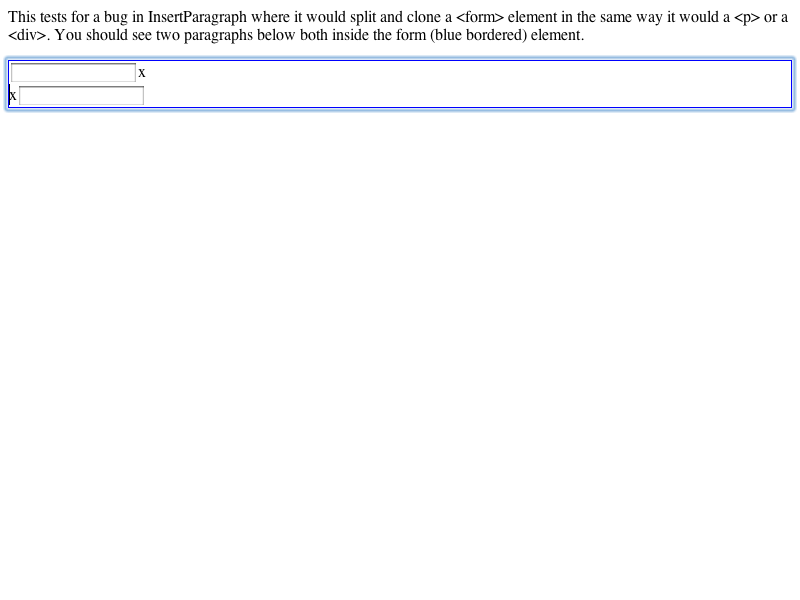 This tests for a bug in InsertParagraph where it would split and clone a <form> element in the same way it would a <p> or a
<div>. You should see two paragraphs below both inside the form (blue bordered) element.
x
x